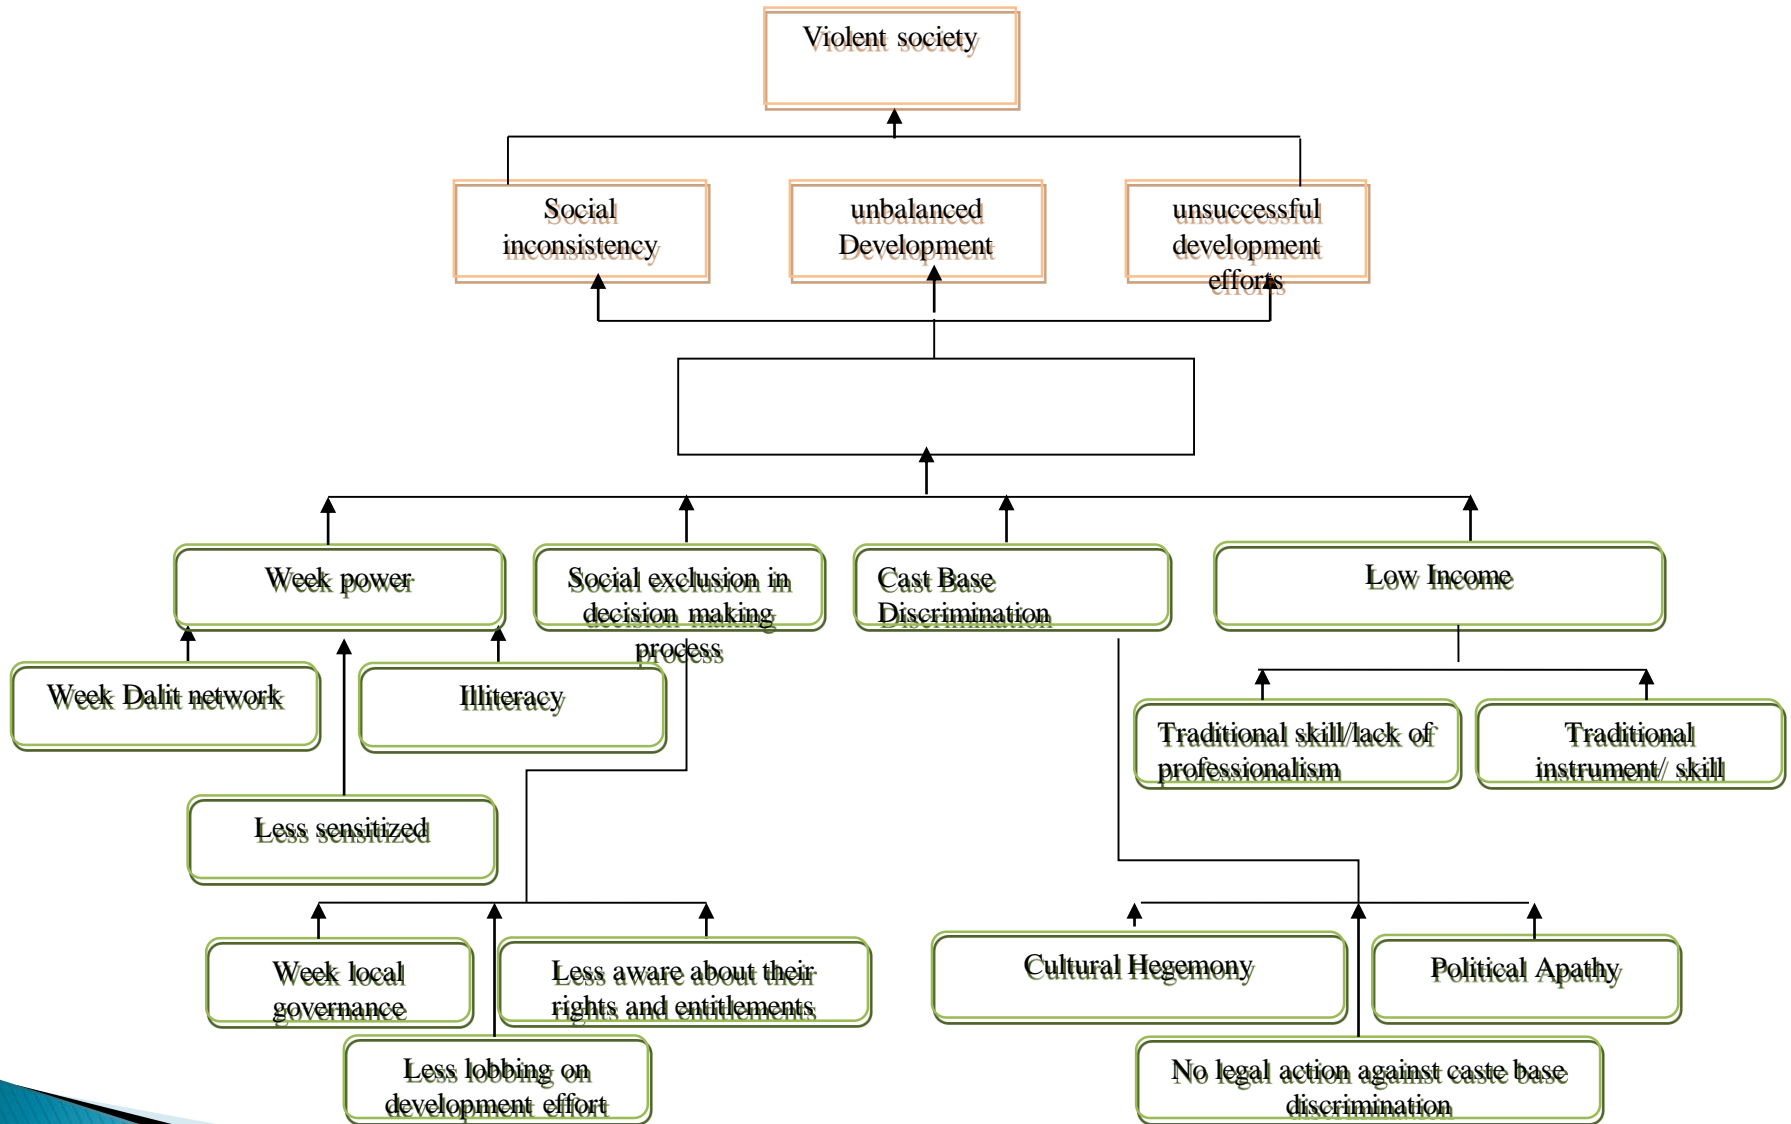 Violent society
Social
inconsistency
unbalanced
Development
unsuccessful
development
efforts
Week power
Social exclusion in
decision making
process
Cast Base
Discrimination
Low Income
Week Dalit network
Illiteracy
Traditional skill/lack of
professionalism
Traditional
instrument/ skill
Less sensitized
Week local
governance
Less aware about their
rights and entitlements
Cultural Hegemony
Political Apathy
Less lobbing on
development effort
No legal action against caste base
discrimination